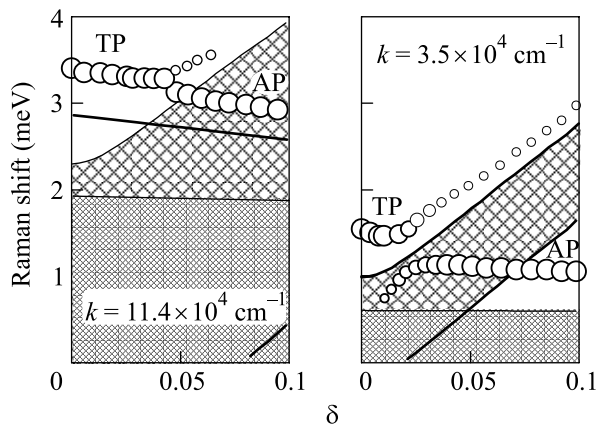 4
3
2
1
Raman shift (meV)
TP
AP
k = 11.4 × 10⁴ cm⁻¹
0
0.05
0.1
k = 3.5 × 10⁴ cm⁻¹
TP
AP
0
0.05
0.1
δ